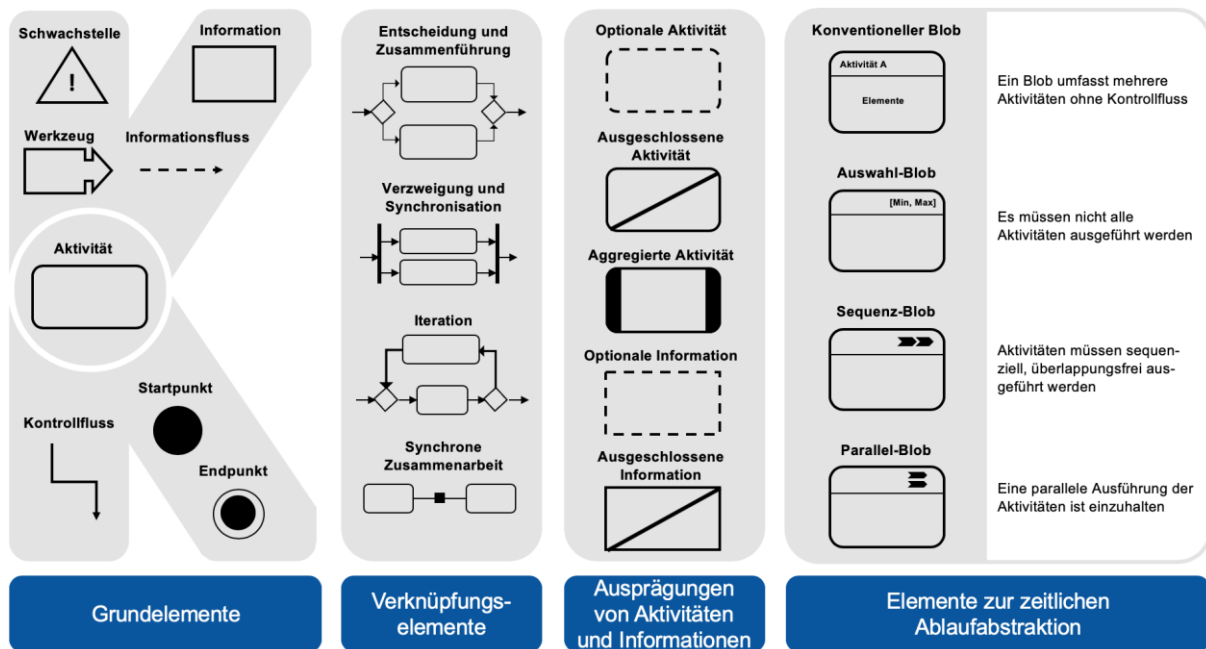 Schwachstelle
Information
!
Werkzeug
Informationsfluss
Aktivität
Startpunkt
Kontrollfluss
Endpunkt
Grundelemente
Entscheidung und
Zusammenführung
Verzweigung und
Synchronisation
Iteration
Synchrone
Zusammenarbeit
Verknüpfungs-
elemente
Optionale Aktivität
Ausgeschlossene
Aktivität
Aggregierte Aktivität
Optionale Information
Ausgeschlossene
Information
Ausprägungen
von Aktivitäten
und Informationen
Konventioneller Blob
Aktivität A
Elemente
Ein Blob umfasst mehrere
Aktivitäten ohne Kontrollfluss
Auswahl-Blob
[Min, Max]
Es müssen nicht alle
Aktivitäten ausgeführt werden
Sequenz-Blob
Aktivitäten müssen sequen-
ziell, überlappungsfrei aus-
geführt werden
Parallel-Blob
Eine parallele Ausführung der
Aktivitäten ist einzuhalten
Elemente zur zeitlichen
Ablaufabstraktion